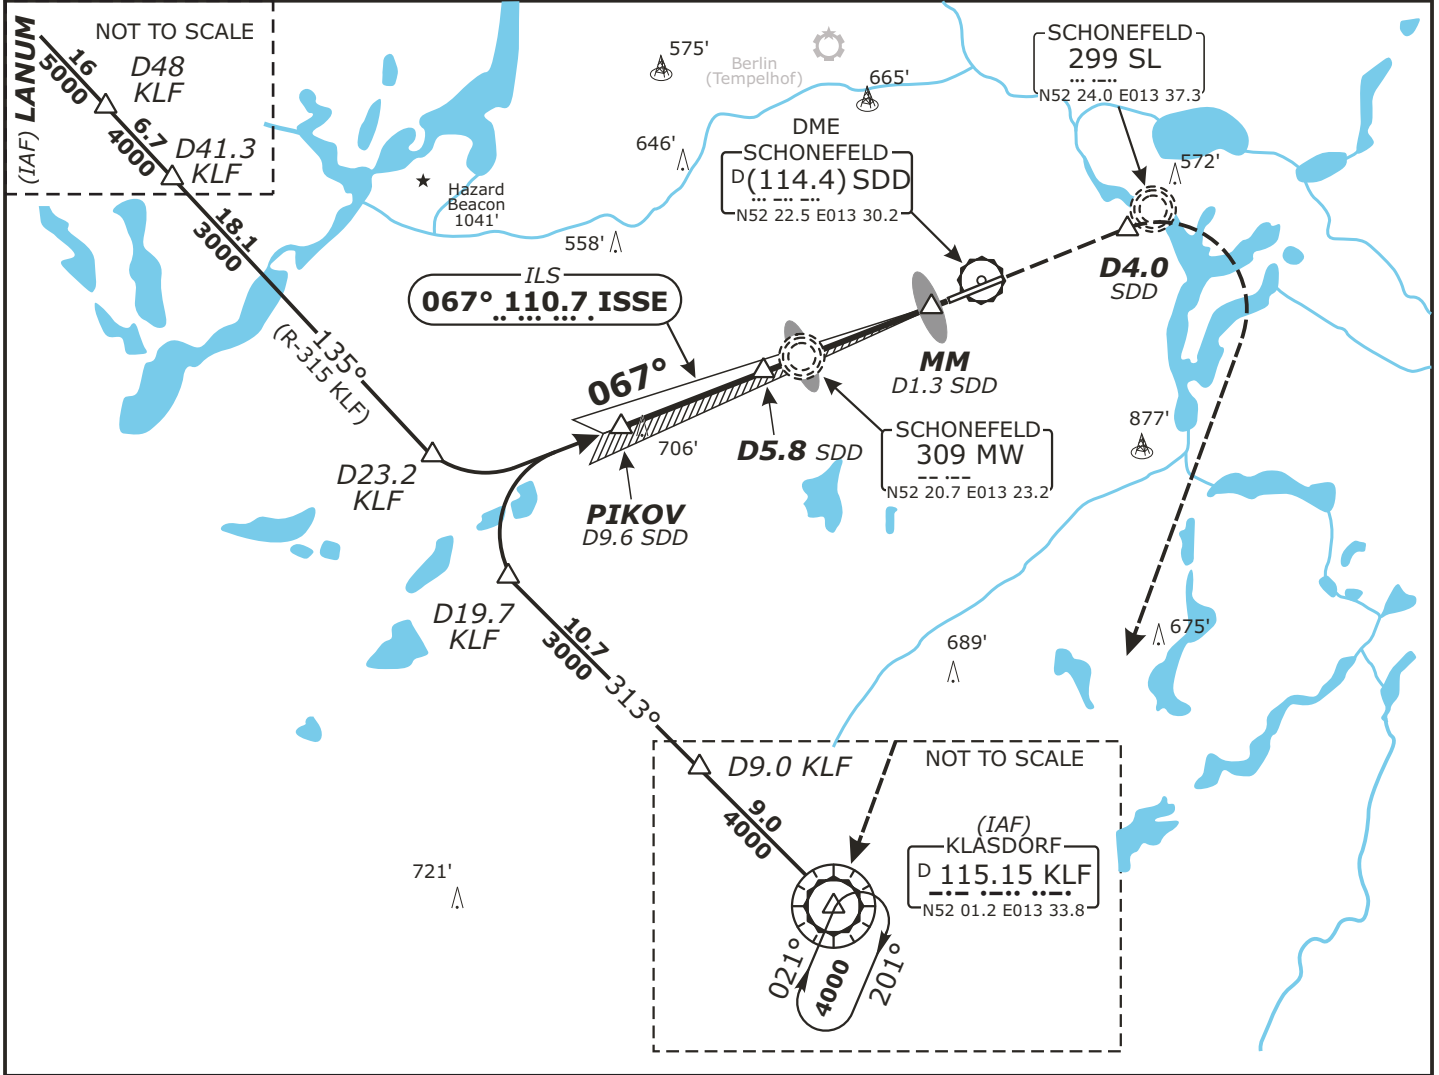 (IAF) LANUM
NOT TO SCALE
16
5000
D48
KLF
6.7
4000
D41.3
KLF
18.1
3000
135°
(R-315 KLF)
D23.2
KLF
Hazard
Beacon
1041'
575'
Berlin
(Tempelhof)
665'
646'
558'
DME
SCHONEFELD
D (114.4) SDD
N52 22.5 E013 30.2
SCHONEFELD
299 SL
N52 24.0 E013 37.3
572'
D4.0
SDD
ILS
067° 110.7 ISSE
067°
MM
D1.3 SDD
706'
D5.8 SDD
SCHONEFELD
309 MW
N52 20.7 E013 23.2
877'
PIKOV
D9.6 SDD
D19.7
KLF
10.7
3000
313°
689'
675'
D9.0 KLF
NOT TO SCALE
9.0
4000
(IAF)
KLASDORF
D 115.15 KLF
N52 01.2 E013 33.8
721'
021°
4000
201°